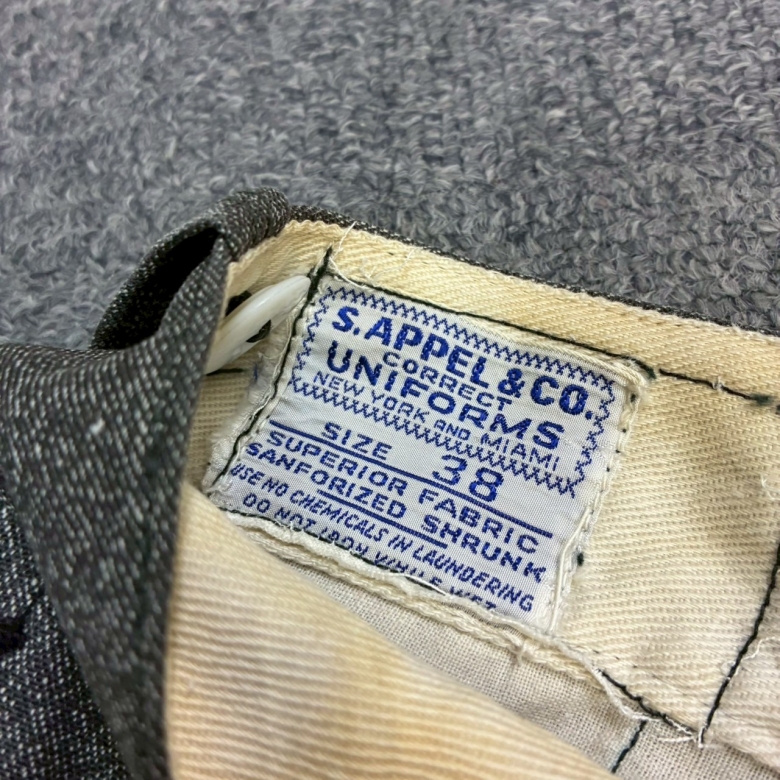 S. APPEL & CO.
CORRECT
UNIFORMS
NEW YORK AND MIAMI
SIZE 38
SUPERIOR FABRIC
SANFORIZED SHRUNK
USE NO CHEMICALS IN LAUNDERING
DO NOT IRON WHILE WET